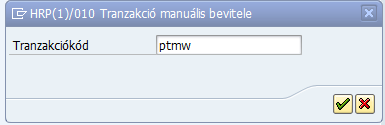 HRP(1)/010 Tranzakció manuális bevitele
Tranzakciókód ptmw